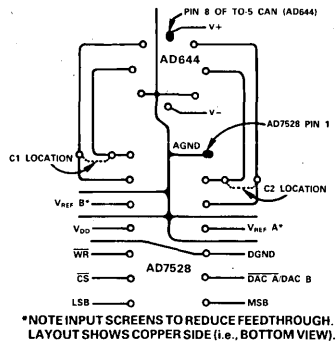 PIN 8 OF TO-5 CAN (AD644)
V+
AD644
V−
AD7528 PIN 1
AGND
C1 LOCATION
C2 LOCATION
VREF B*
VREF A*
VDD
WR
DGND
CS
AD7528
DAC A/DAC B
LSB
MSB
*NOTE INPUT SCREENS TO REDUCE FEEDTHROUGH.
LAYOUT SHOWS COPPER SIDE (i.e., BOTTOM VIEW).